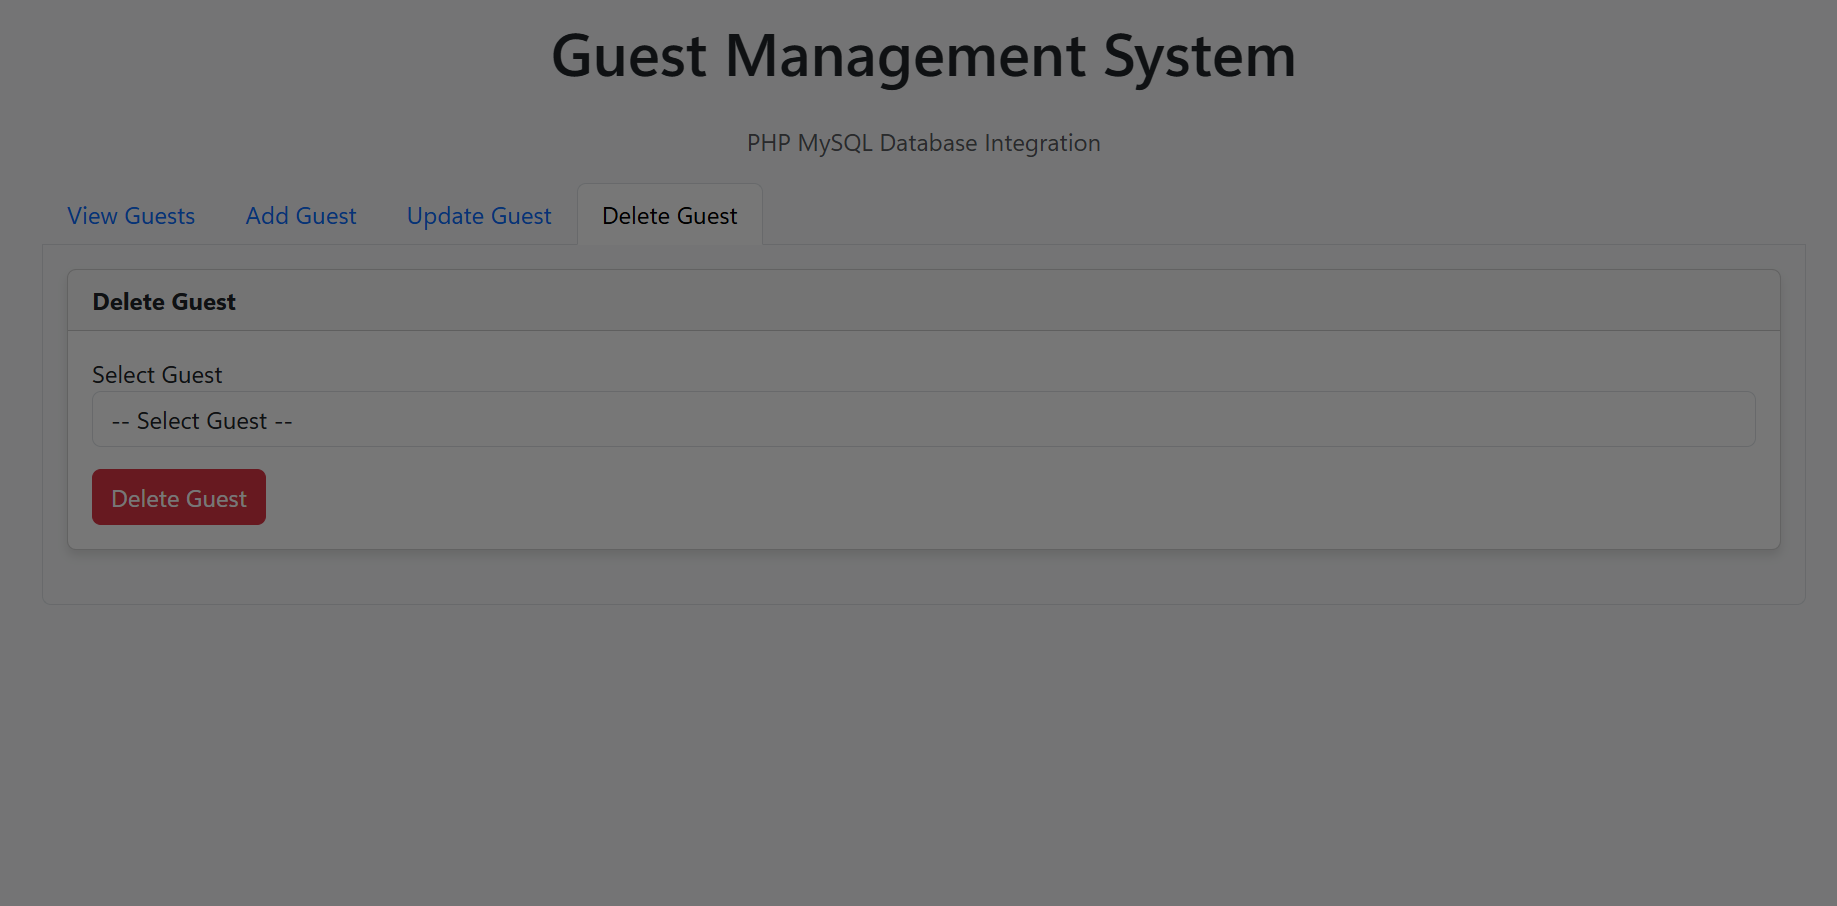 Guest Management System
PHP MySQL Database Integration
View Guests Add Guest Update Guest Delete Guest
Delete Guest
Select Guest
-- Select Guest --
Delete Guest